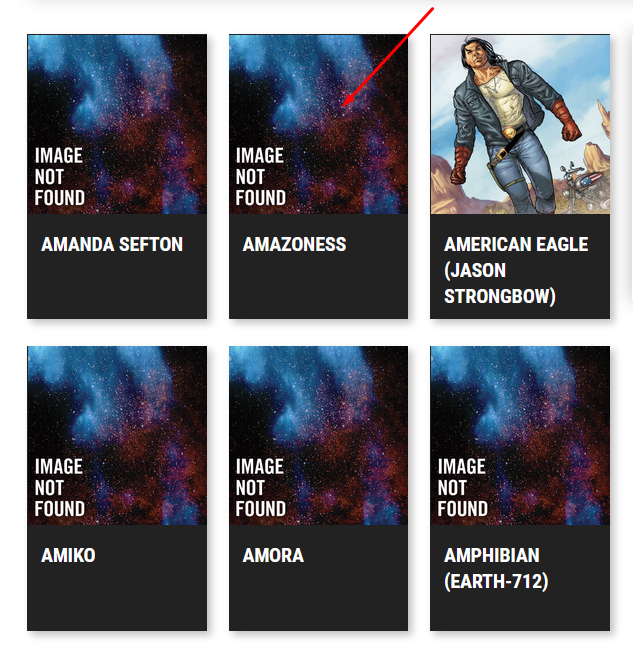 IMAGE
NOT
FOUND
AMANDA SEFTON
IMAGE
NOT
FOUND
AMAZONESS
AMERICAN EAGLE
(JASON
STRONGBOW)
IMAGE
NOT
FOUND
AMIKO
IMAGE
NOT
FOUND
AMORA
IMAGE
NOT
FOUND
AMPHIBIAN
(EARTH-712)